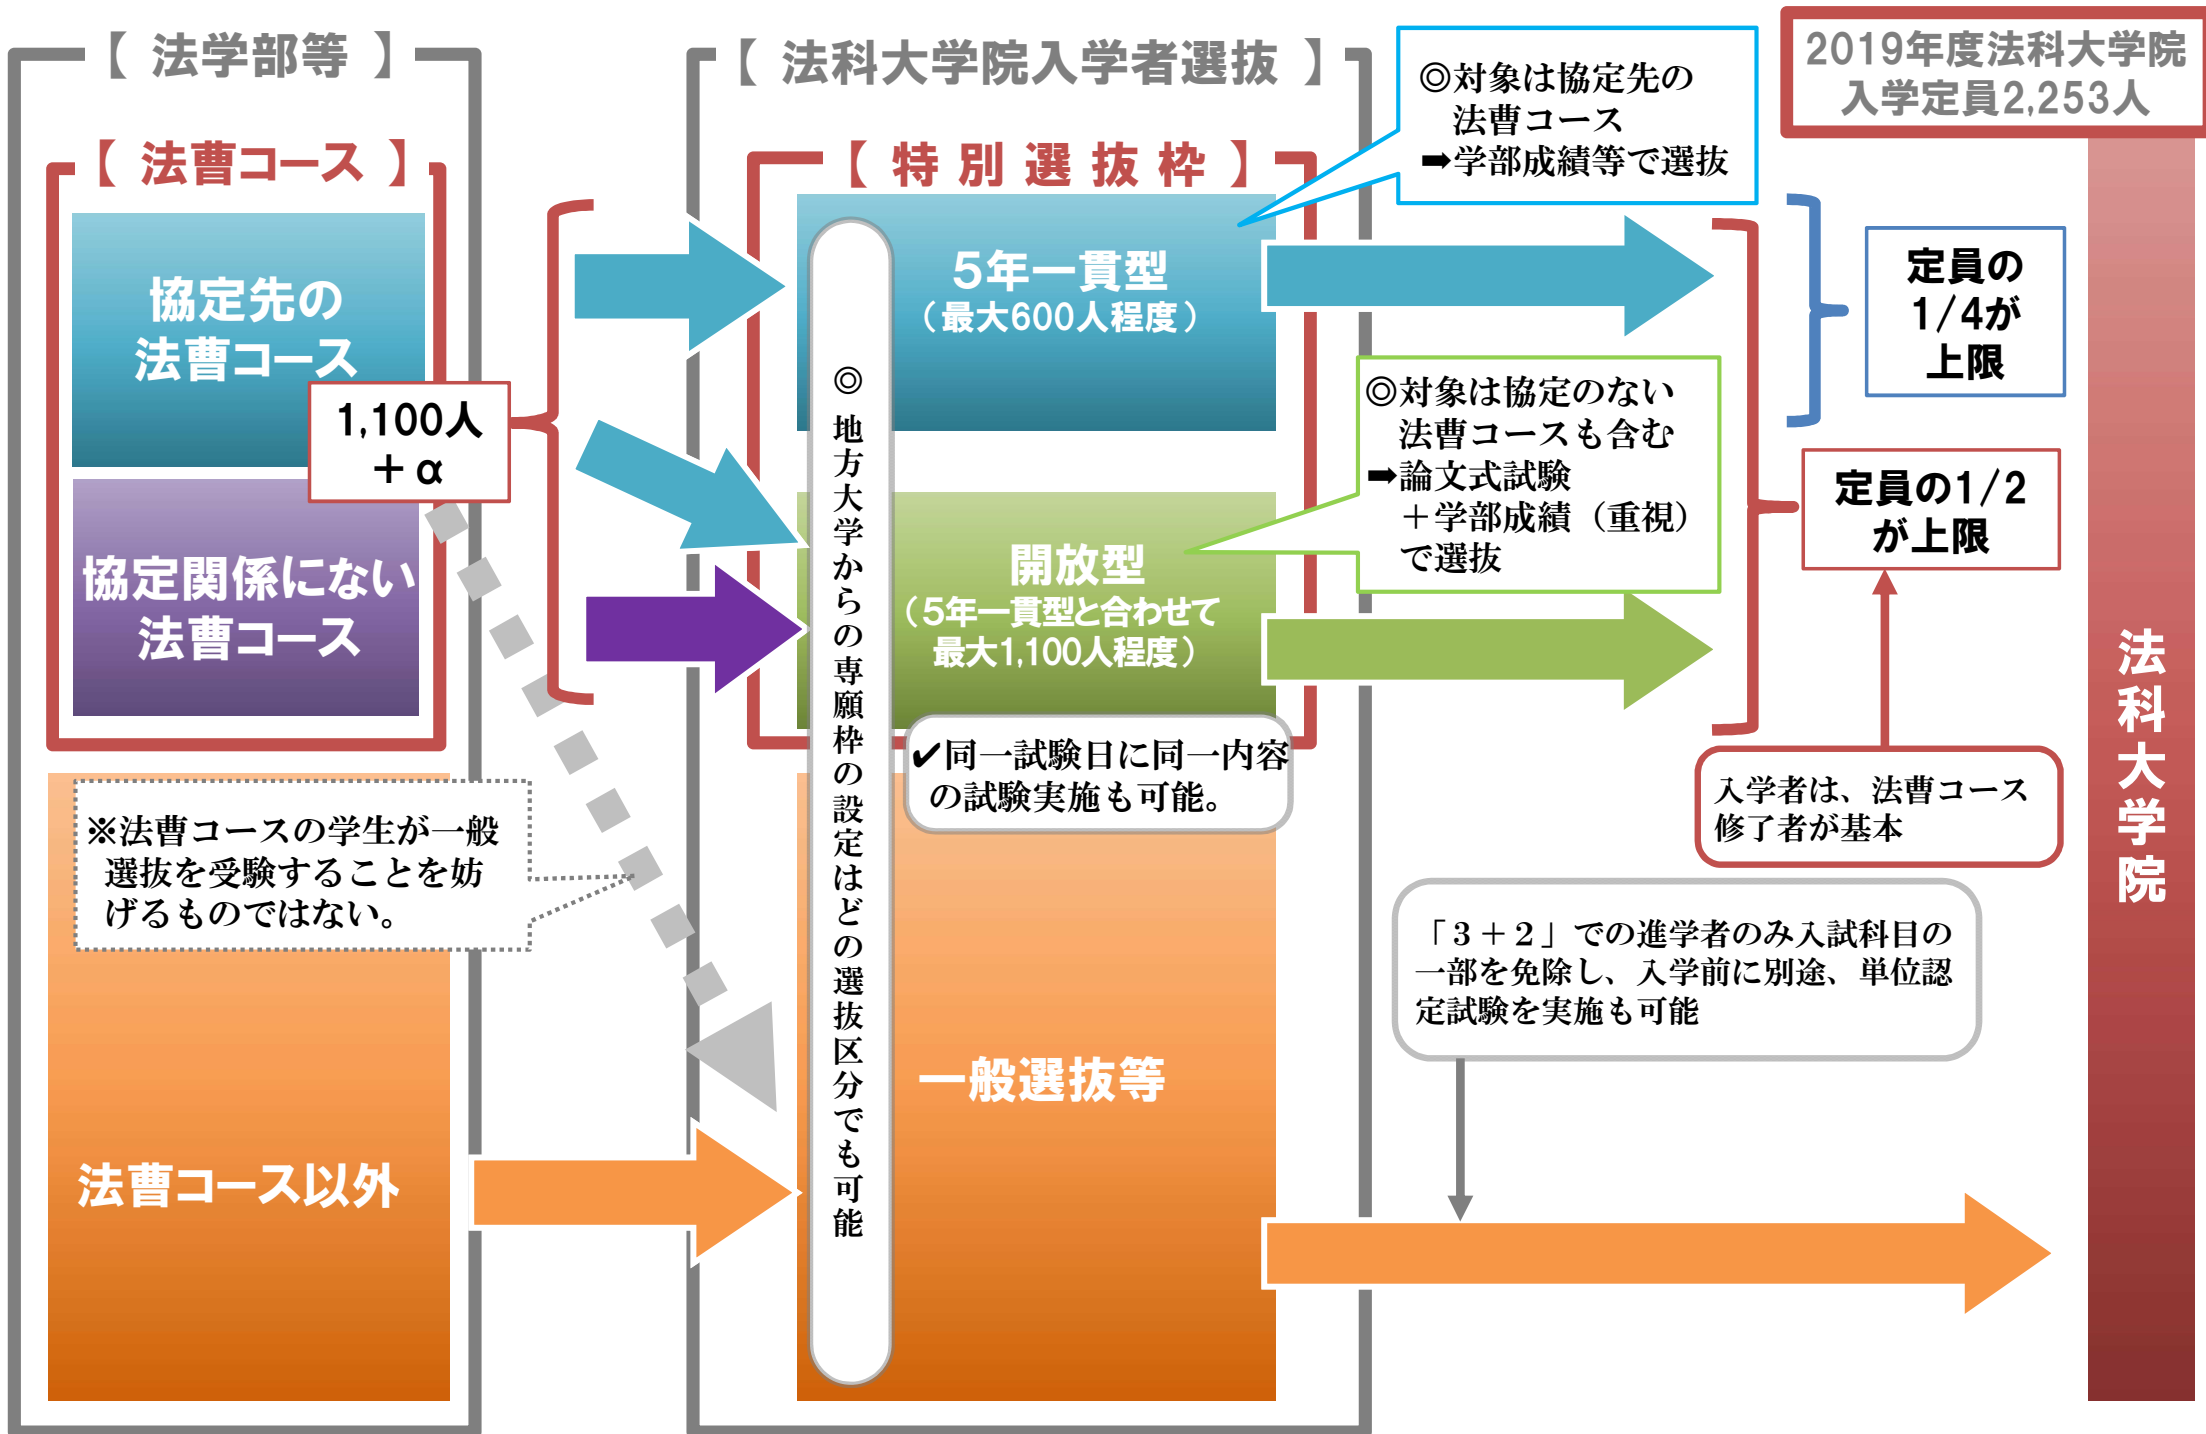 【 法学部等 】
【 法曹コース 】
協定先の
法曹コース
協定関係にない
法曹コース
1,100人
＋α
※法曹コースの学生が一般
選抜を受験することを妨
げるものではない。
法曹コース以外
【 法科大学院入学者選抜 】
【 特 別 選 抜 枠 】
5年一貫型
（最大600人程度）
◎対象は協定先の
法曹コース
➡学部成績等で選抜
開放型
（5年一貫型と合わせて
最大1,100人程度）
◎対象は協定のない
法曹コースも含む
➡論文式試験
＋学部成績（重視）
で選抜
◎地方大学からの専願枠の設定はどの選抜区分でも可能
✔同一試験日に同一内容
の試験実施も可能。
一般選抜等
2019年度法科大学院
入学定員2,253人
定員の
1/4が
上限
定員の1/2
が上限
入学者は、法曹コース
修了者が基本
「３＋２」での進学者のみ入試科目の
一部を免除し、入学前に別途、単位認
定試験を実施も可能
法科大学院